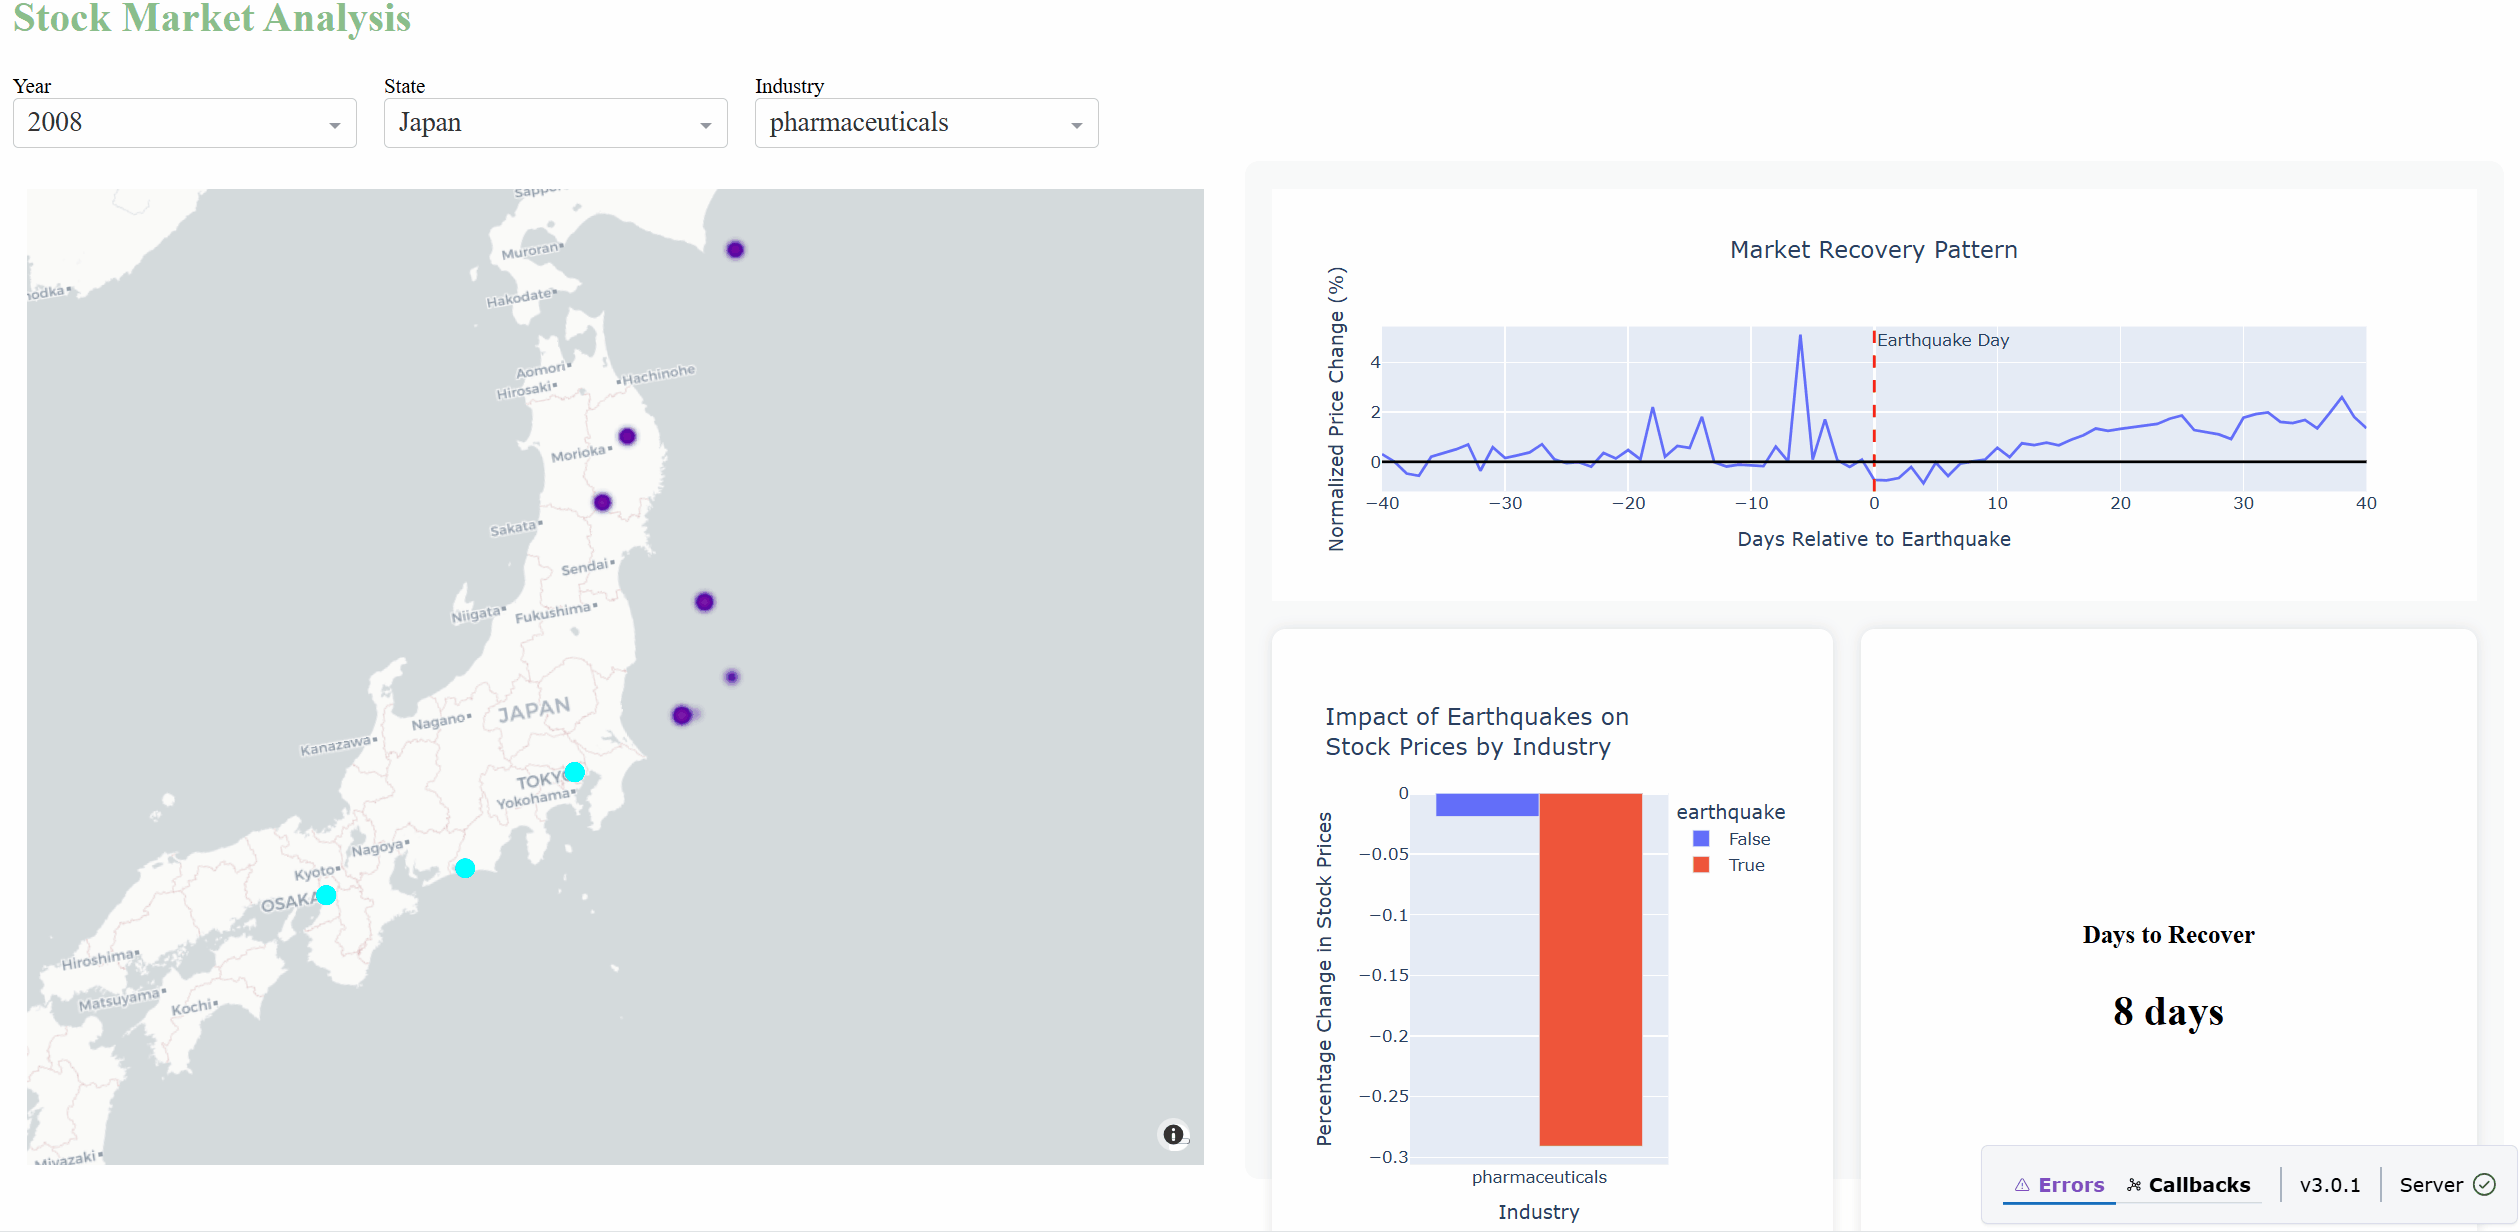 Stock Market Analysis
Year
State
Industry
2008
Japan
pharmaceuticals
Muroran
Hakodate
Aomori
Hirosaki
Hachinohe
Morioka
Sakata
Sendai
Niigata
Fukushima
JAPAN
Nagano
Kanazawa
TOKYO
Yokohama
Nagoya
Kyoto
OSAKA
Hiroshima
Matsuyama
Kochi
Miyazaki
Market Recovery Pattern
Normalized Price Change (%)
Earthquake Day
4
2
0
−40
−30
−20
−10
0
10
20
30
40
Days Relative to Earthquake
Impact of Earthquakes on
Stock Prices by Industry
Percentage Change in Stock Prices
0
−0.05
−0.1
−0.15
−0.2
−0.25
−0.3
pharmaceuticals
Industry
earthquake
False
True
Days to Recover
8 days
Errors
Callbacks
v3.0.1
Server